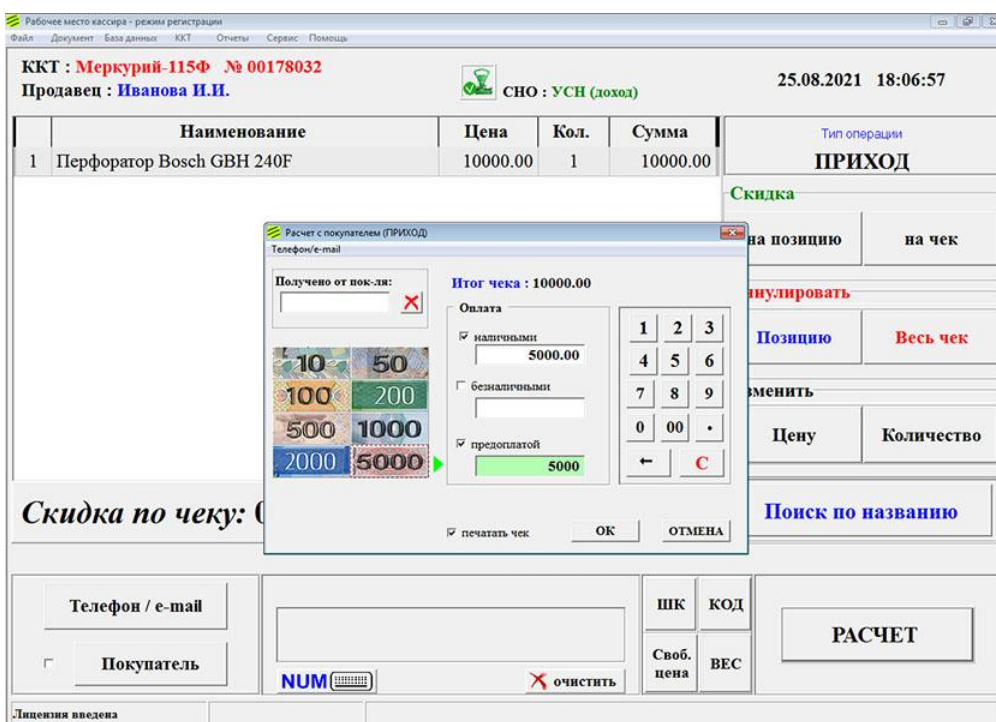 Рабочее место кассира - режим регистрации
Файл Документ База данных ККТ Отчеты Сервис Помощь
ККТ : Меркурий-115Ф № 00178032
Продавец : Иванова И.И.
СНО : УСН (доход)
25.08.2021 18:06:57
Наименование Цена Кол. Сумма
1 Перфоратор Bosch GBH 240F 10000.00 1 10000.00
Тип операции
ПРИХОД
Скидка
на позицию на чек
Позицию Весь чек
Цену Количество
Поиск по названию
Расчет с покупателем (ПРИХОД)
Телефон/e-mail
Получено от пок-ля:
Итог чека : 10000.00
Оплата
наличными
5000.00
безналичными
предоплатой
5000
10 50
100 200
500 1000
2000 5000
1 2 3
4 5 6
7 8 9
0 00 .
← C
печатать чек OK ОТМЕНА
Скидка по чеку:
Телефон / e-mail
Покупатель
NUM
очистить
ШК КОД
Своб. цена ВЕС
РАСЧЕТ
Лицензия введена